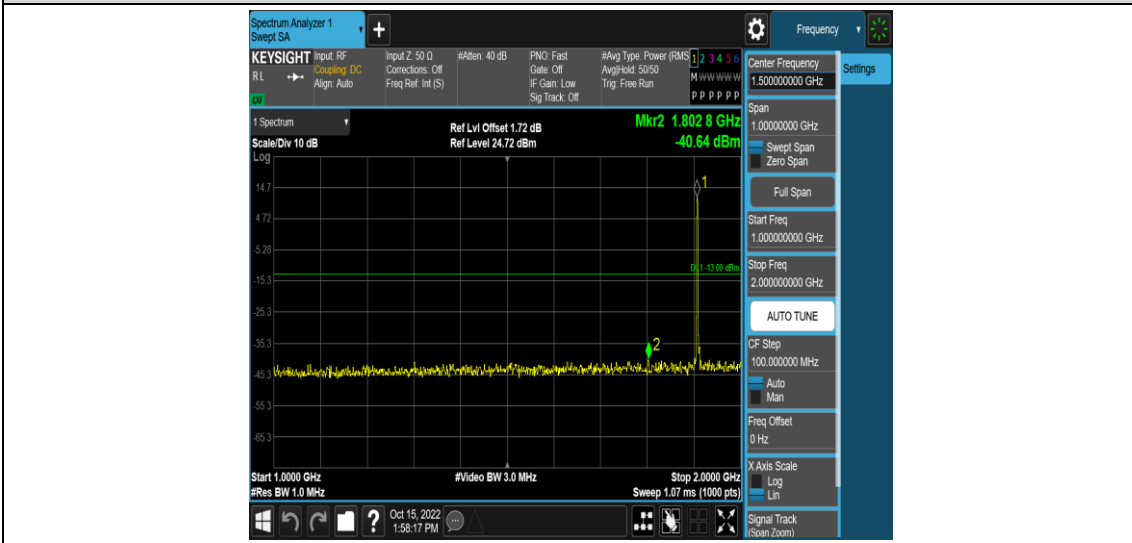 Spectrum Analyzer 1
Swept SA
+
Frequency
KEYSIGHT
RL
LXI
Input: RF
Coupling: DC
Align: Auto
Input Z: 50 Ω
Corrections: Off
Freq Ref: Int (S)
#Atten: 40 dB
PNO: Fast
Gate: Off
IF Gain: Low
Sig Track: Off
#Avg Type: Power (RMS
Avg|Hold: 50/50
Trig: Free Run
1 2 3 4 5 6
M W W W W W
P P P P P P
1 Spectrum
Scale/Div 10 dB
Log
Ref Lvl Offset 1.72 dB
Ref Level 24.72 dBm
Mkr2 1.802 8 GHz
-40.64 dBm
1
14.7
4.72
-5.28
DL1 -13.00 dBm
-15.3
-25.3
-35.3
2
-45.3
-55.3
-65.3
Start 1.0000 GHz
#Video BW 3.0 MHz
Stop 2.0000 GHz
#Res BW 1.0 MHz
Sweep 1.07 ms (1000 pts)
?
Oct 15, 2022
1:58:17 PM
Center Frequency
1.500000000 GHz
Settings
Span
1.00000000 GHz
Swept Span
Zero Span
Full Span
Start Freq
1.000000000 GHz
Stop Freq
2.000000000 GHz
AUTO TUNE
CF Step
100.000000 MHz
Auto
Man
Freq Offset
0 Hz
X Axis Scale
Log
Lin
Signal Track
(Span Zoom)